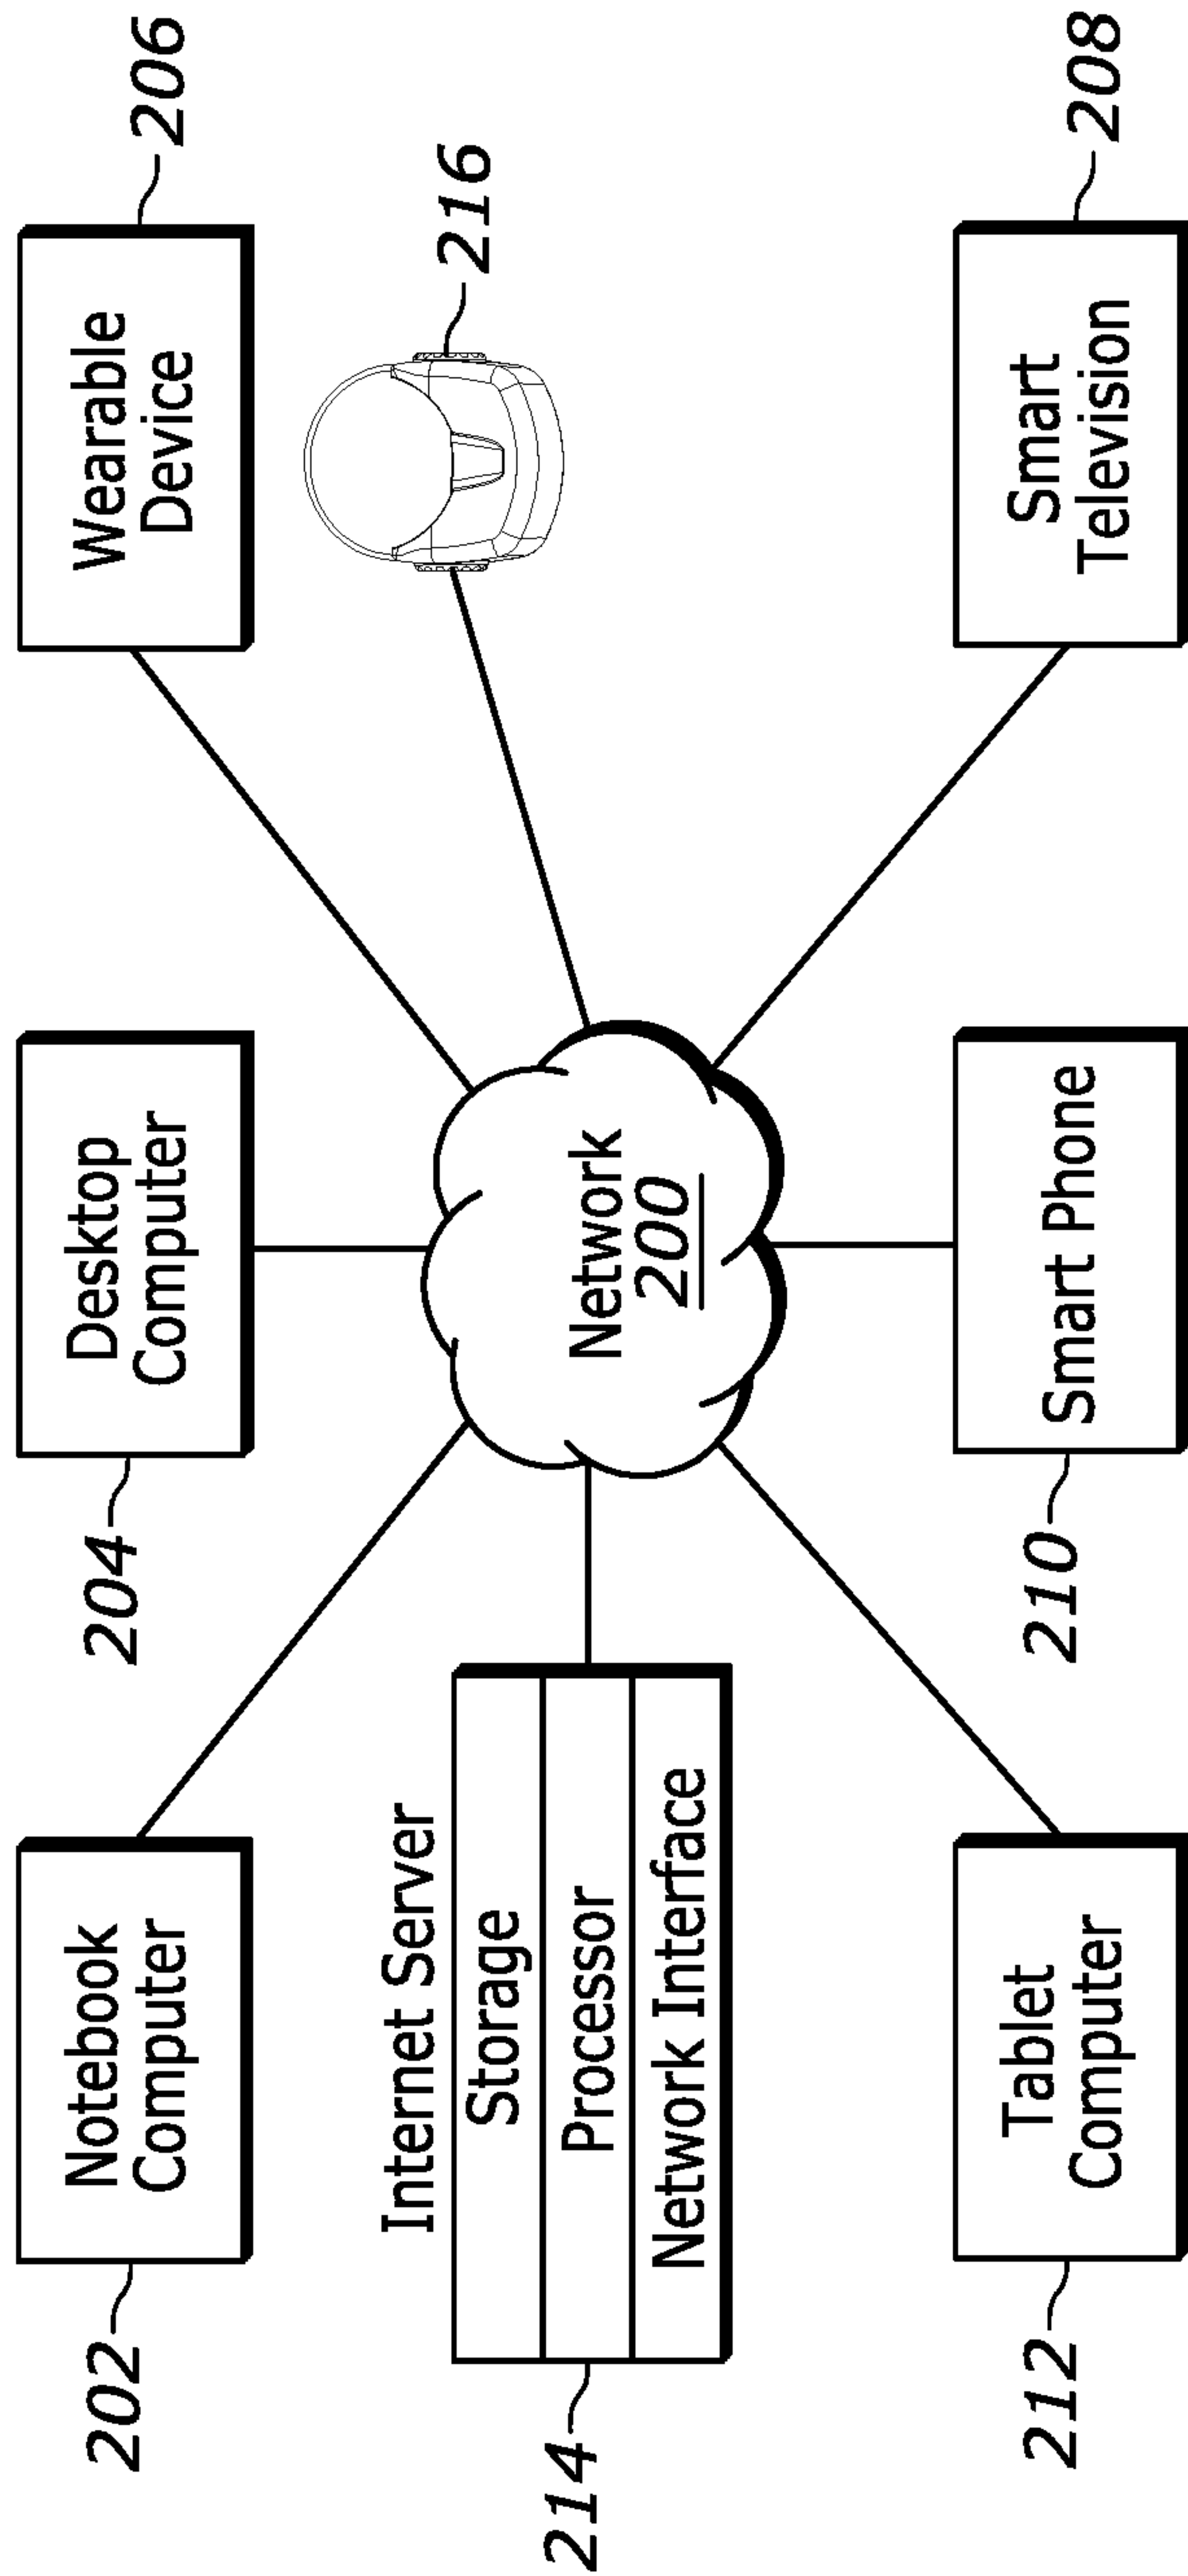 202
Notebook
Computer
204
Desktop
Computer
Wearable
Device
206
Internet Server
214
Storage
Processor
Network Interface
Network
200
216
212
Tablet
Computer
210
Smart Phone
Smart
Television
208